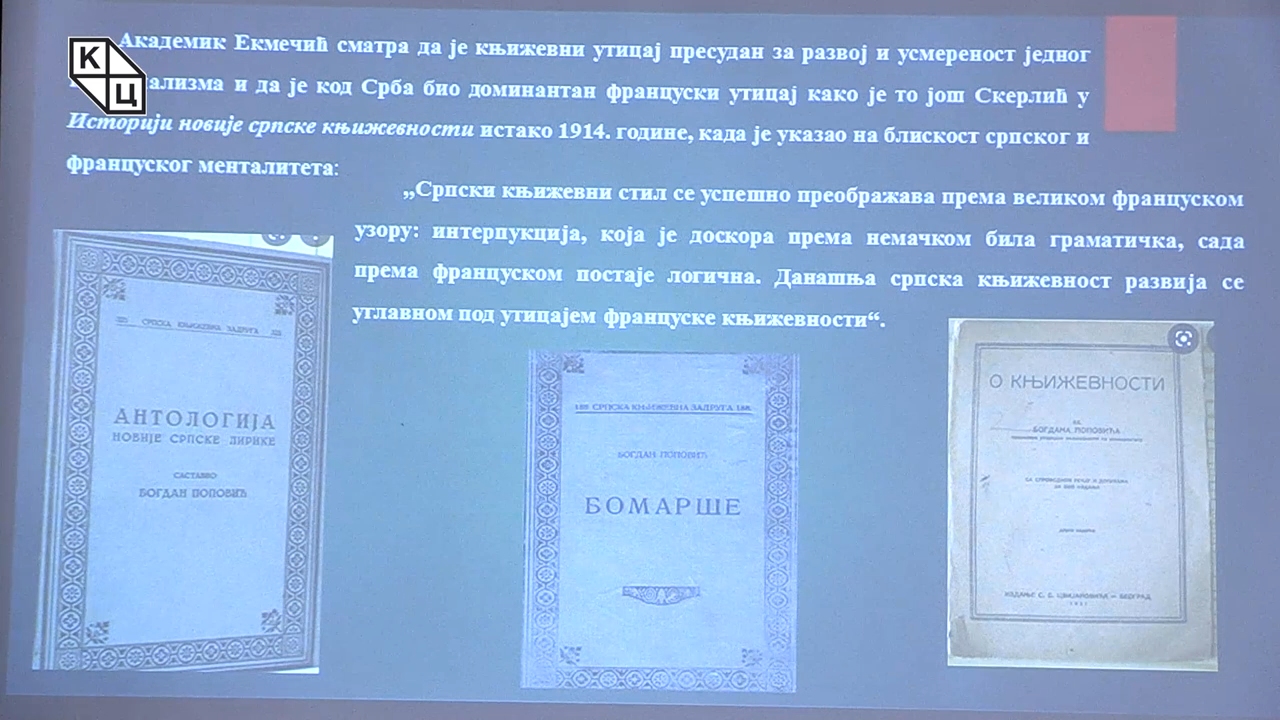 К
Ц
Академик Екмечић сматра да је књижевни утицај пресудан за развој и усмереност једног
ализма и да је код Срба био доминантан француски утицај како је то још Скерлић у
Историји новије српске књижевности истакао 1914. године, када је указао на блискост српског и
француског менталитета:
„Српски књижевни стил се успешно преображава према великом француском
узору: интерпукција, која је доскора према немачком била граматичка, сада
према француском постаје логична. Данашња српска књижевност развија се
углавном под утицајем француске књижевности“.
СРПСКА КЊИЖЕВНА ЗАДРУГА
АНТОЛОГИЈА
НОВИЈЕ СРПСКЕ ЛИРИКЕ
САСТАВИО
БОГДАН ПОПОВИЋ
СРПСКА КЊИЖЕВНА ЗАДРУГА
БОГДАН ПОПОВИЋ
БОМАРШЕ
О КЊИЖЕВНОСТИ
БОГДАНА ПОПОВИЋА
ИЗДАЊЕ С. Б. ЦВИЈАНОВИЋА — БЕОГРАД